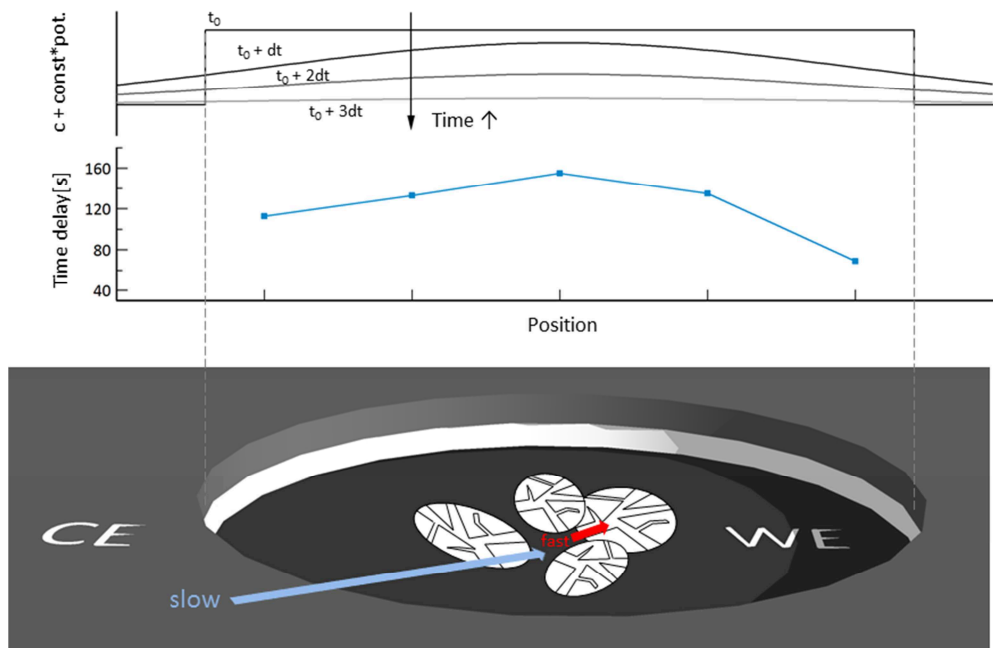 c + const*pot.
t₀
t₀ + dt
t₀ + 2dt
t₀ + 3dt
Time ↑
Time delay[s]
160
120
80
40
Position
CE
WE
fast
slow